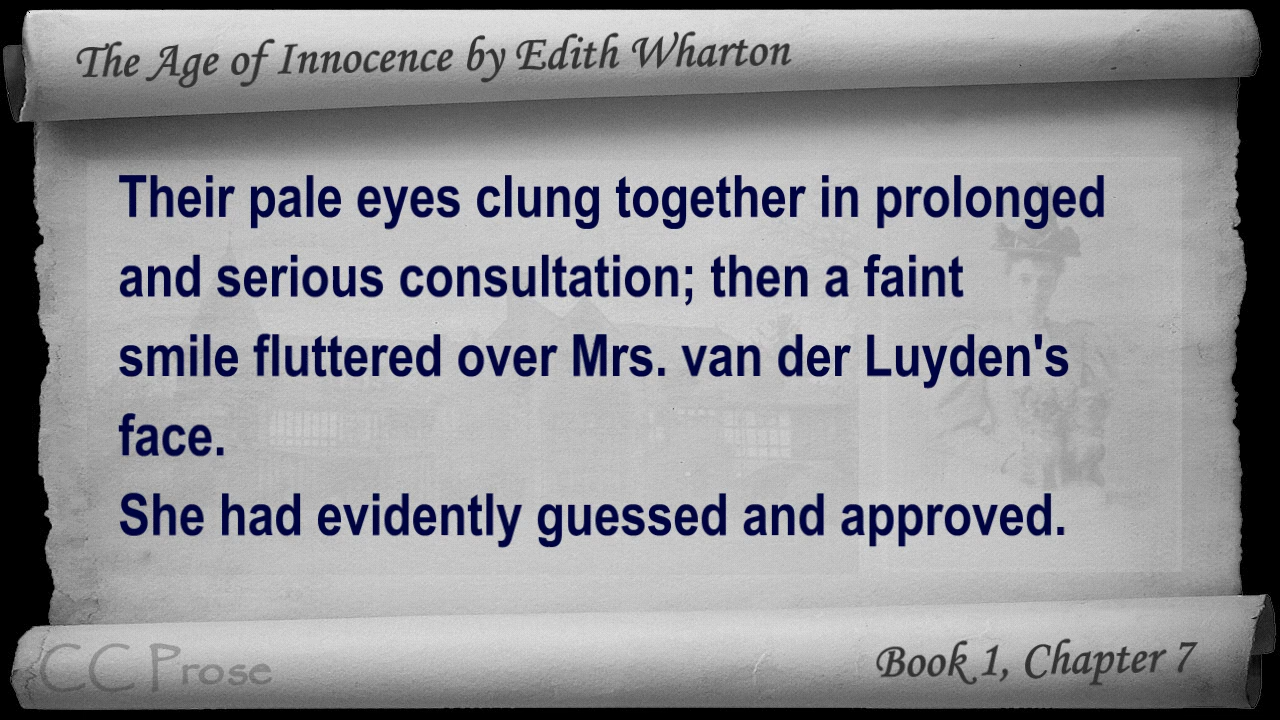 The Age of Innocence by Edith Wharton
Their pale eyes clung together in prolonged
and serious consultation; then a faint
smile fluttered over Mrs. van der Luyden's
face.
She had evidently guessed and approved.
CC Prose
Book 1, Chapter 7